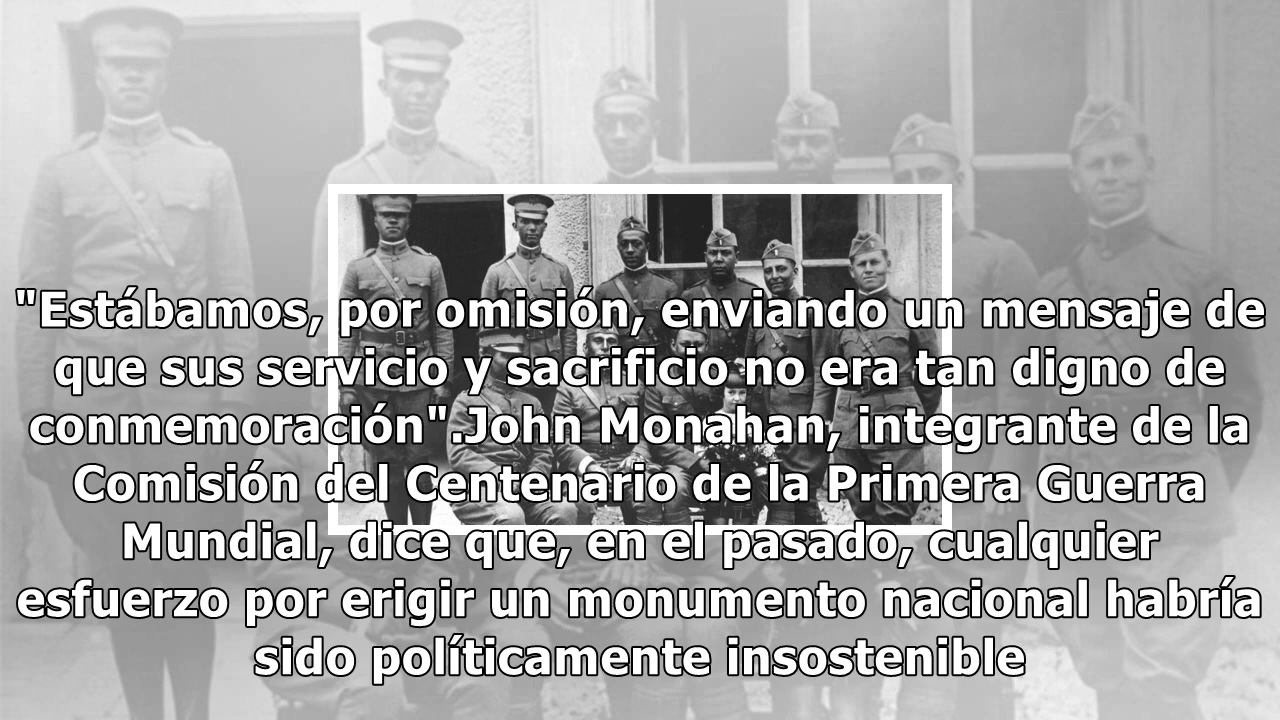 "Estábamos, por omisión, enviando un mensaje de
que sus servicio y sacrificio no era tan digno de
conmemoración".John Monahan, integrante de la
Comisión del Centenario de la Primera Guerra
Mundial, dice que, en el pasado, cualquier
esfuerzo por erigir un monumento nacional habría
sido políticamente insostenible